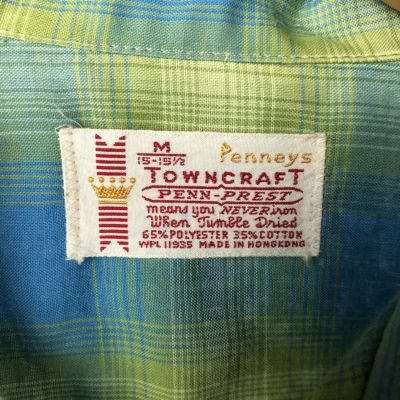 M
15-15½ Penneys
TOWNCRAFT
PENN-PREST
means you NEVER iron
When Tumble Dried
65% POLYESTER 35% COTTON
WPL 11935 MADE IN HONGKONG